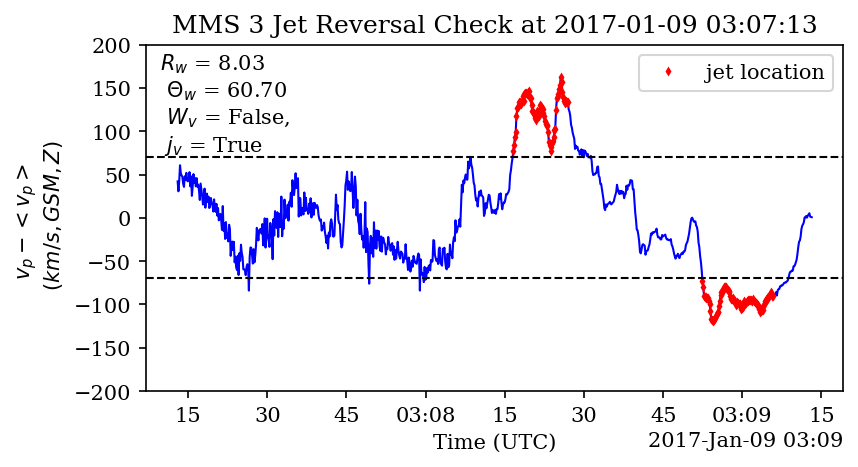 MMS 3 Jet Reversal Check at 2017-01-09 03:07:13
R_w = 8.03
Θ_w = 60.70
W_v = False,
j_v = True
jet location
v_p − < v_p >
(km/s, GSM, Z)
200
150
100
50
0
−50
−100
−150
−200
15 30 45 03:08 15 30 45 03:09 15
Time (UTC)
2017-Jan-09 03:09